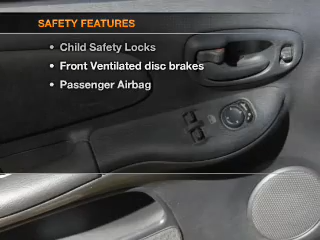 SAFETY FEATURES
• Child Safety Locks
• Front Ventilated disc brakes
• Passenger Airbag